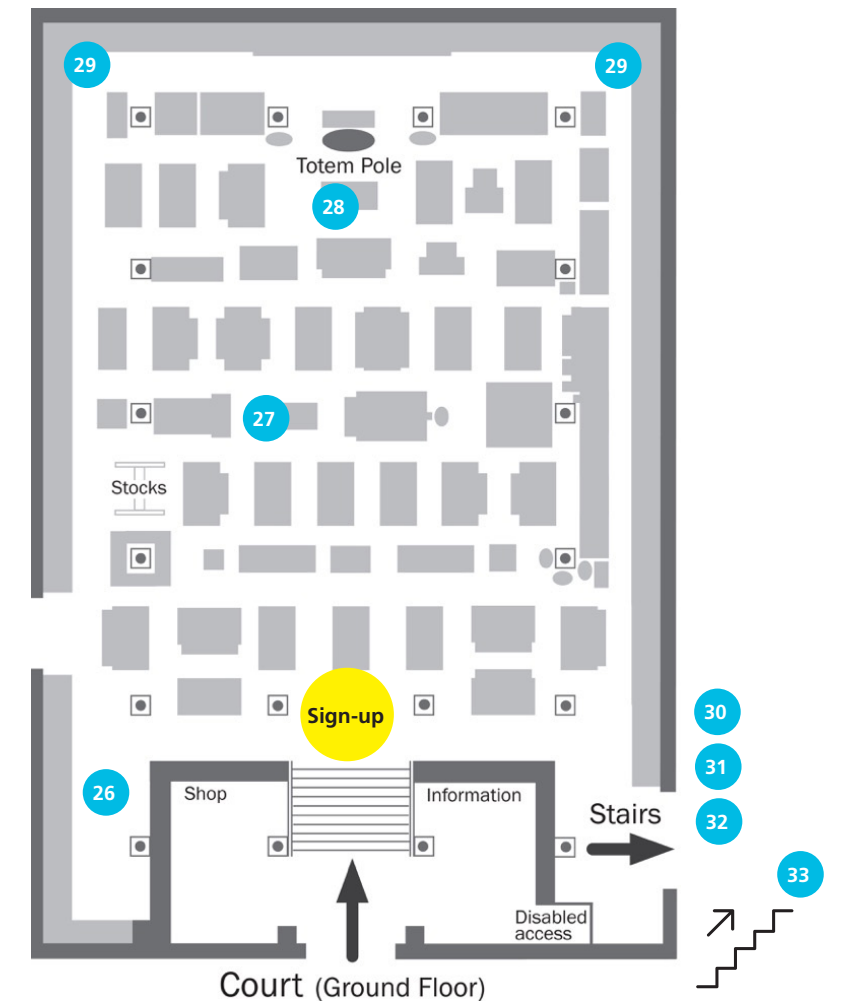 29
29
Totem Pole
28
27
Stocks
Sign-up
30
31
26
Shop
Information
Stairs
32
33
Disabled
access
Court (Ground Floor)